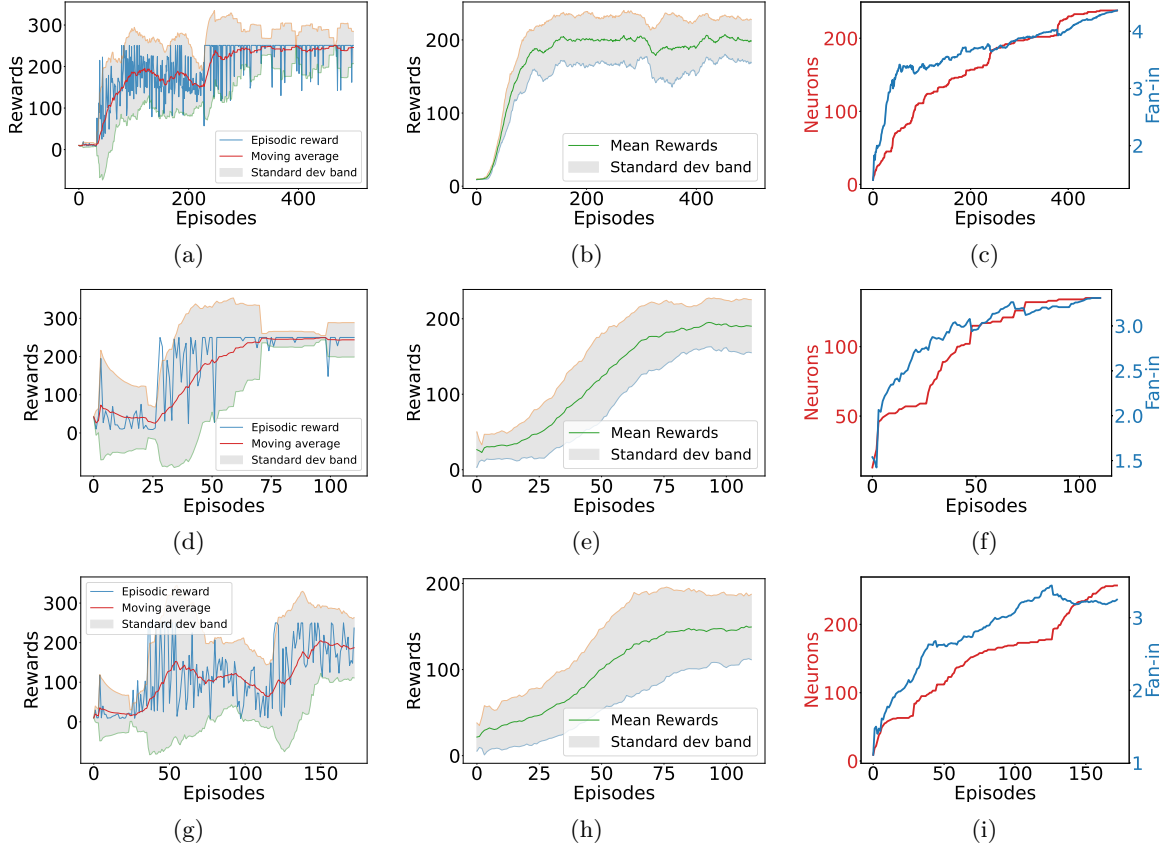 Rewards
300
200
100
0
Episodic reward
Moving average
Standard dev band
0
200
400
Episodes
(a)
Rewards
200
100
0
Mean Rewards
Standard dev band
0
200
400
Episodes
(b)
Neurons
200
100
0
Fan-in
4
3
2
0
200
400
Episodes
(c)
Rewards
300
200
100
0
Episodic reward
Moving average
Standard dev band
0
25
50
75
100
Episodes
(d)
Rewards
200
100
0
Mean Rewards
Standard dev band
0
25
50
75
100
Episodes
(e)
Neurons
100
50
Fan-in
3.0
2.5
2.0
1.5
0
50
100
Episodes
(f)
Rewards
300
200
100
0
Episodic reward
Moving average
Standard dev band
0
50
100
150
Episodes
(g)
Rewards
200
100
0
Mean Rewards
Standard dev band
0
25
50
75
100
Episodes
(h)
Neurons
200
100
0
Fan-in
3
2
1
0
50
100
150
Episodes
(i)